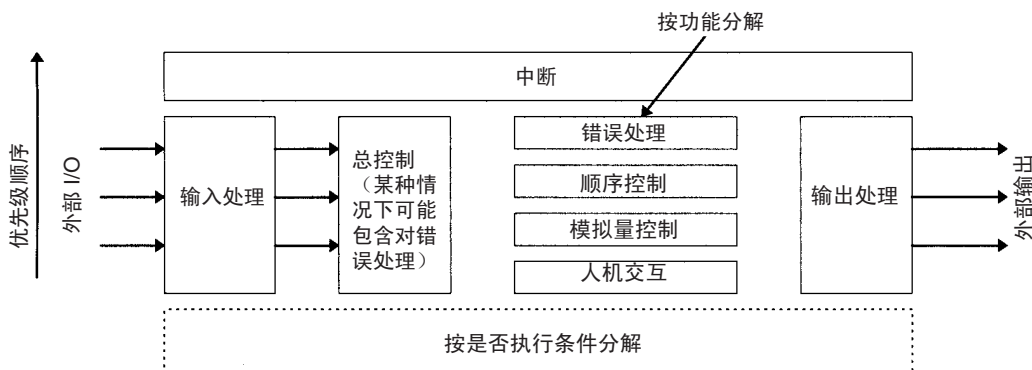 按功能分解
中断
优先级顺序
外部 I/O
输入处理
总控制
（某种情
况下可能
包含对错
误处理）
错误处理
顺序控制
模拟量控制
人机交互
输出处理
外部输出
按是否执行条件分解